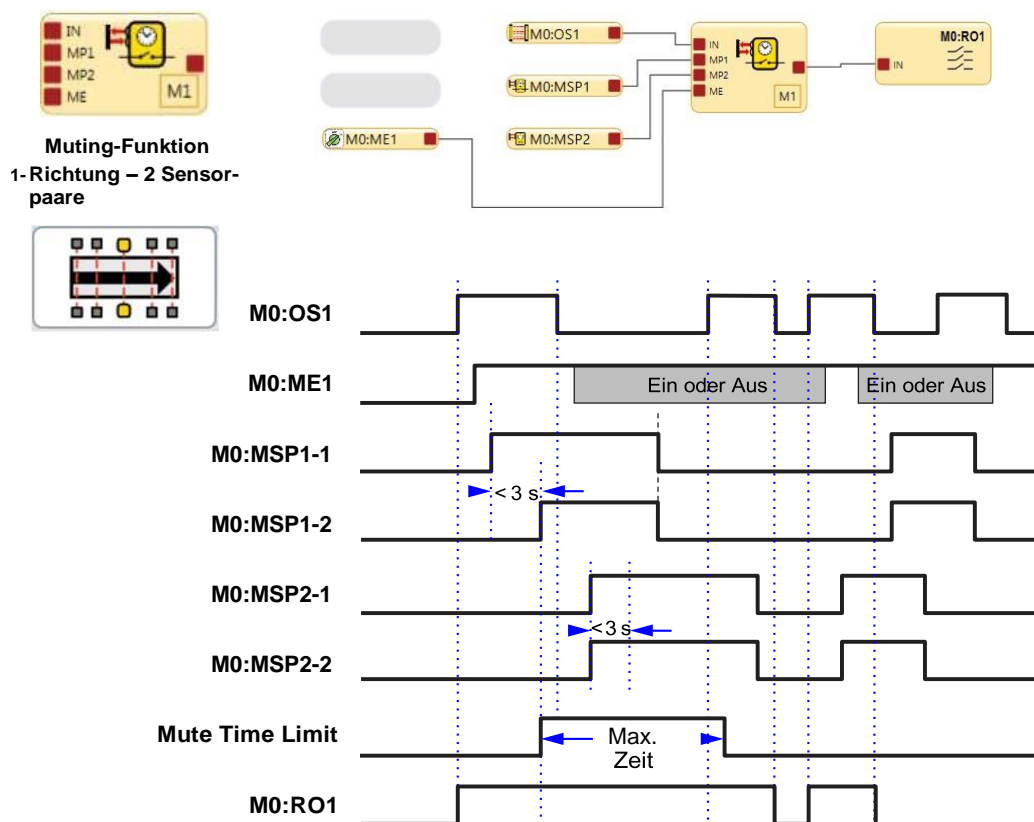 IN
MP1
MP2
ME
M1
Muting-Funktion
1- Richtung – 2 Sensor-
paare
M0:OS1
M0:MSP1
M0:MSP2
M0:ME1
IN
MP1
MP2
ME
M1
M0:RO1
IN
M0:OS1
M0:ME1
Ein oder Aus
Ein oder Aus
M0:MSP1-1
< 3 s
M0:MSP1-2
M0:MSP2-1
< 3 s
M0:MSP2-2
Mute Time Limit
Max.
Zeit
M0:RO1